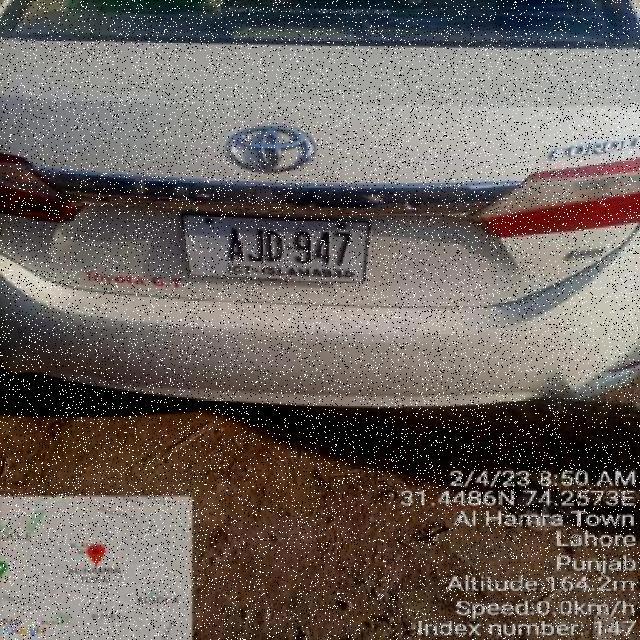 COROLLA
AJD-947
ICT-ISLAMABAD
2/4/23 8:50 AM
31.4486N 74.2573E
Al Hamra Town
Lahore
Punjab
Altitude:164.2m
Speed:0.0km/h
Index number: 147